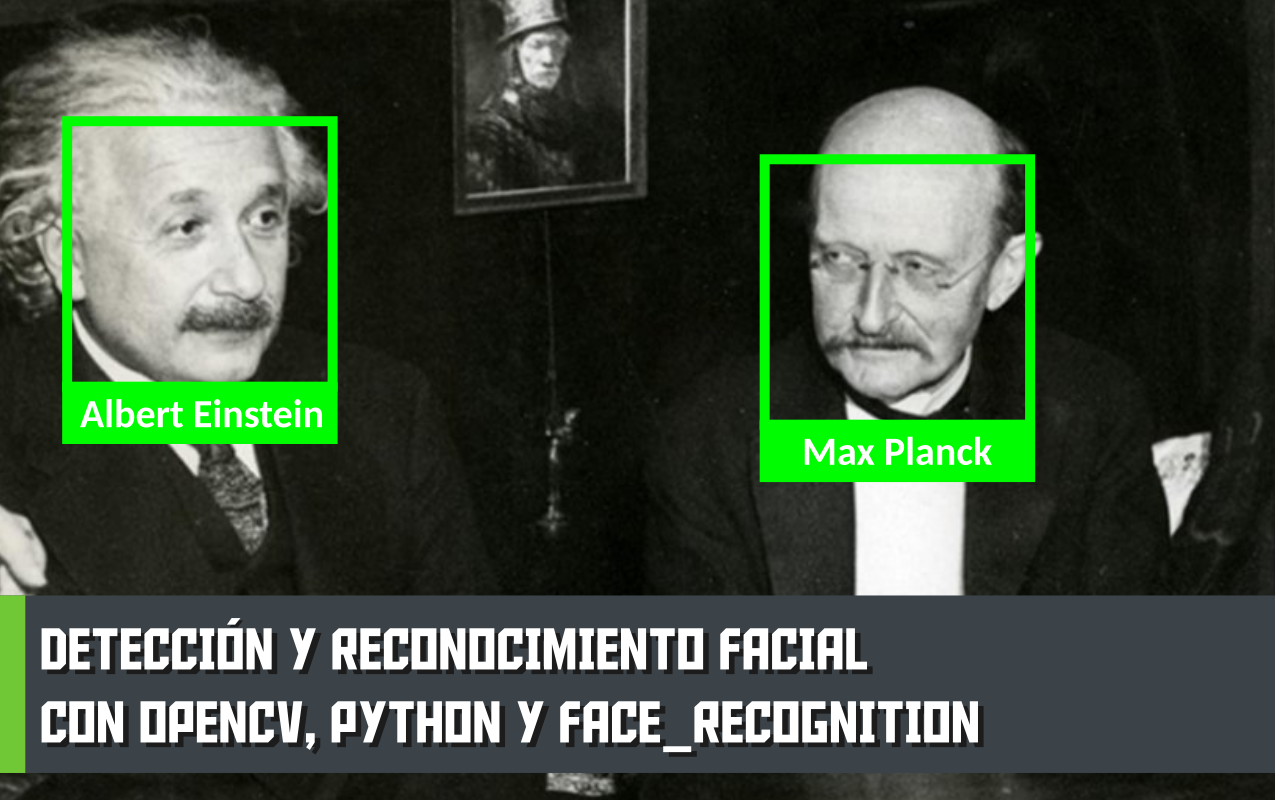 Albert Einstein
Max Planck
DETECCIÓN Y RECONOCIMIENTO FACIAL
CON OPENCV, PYTHON Y FACE_RECOGNITION